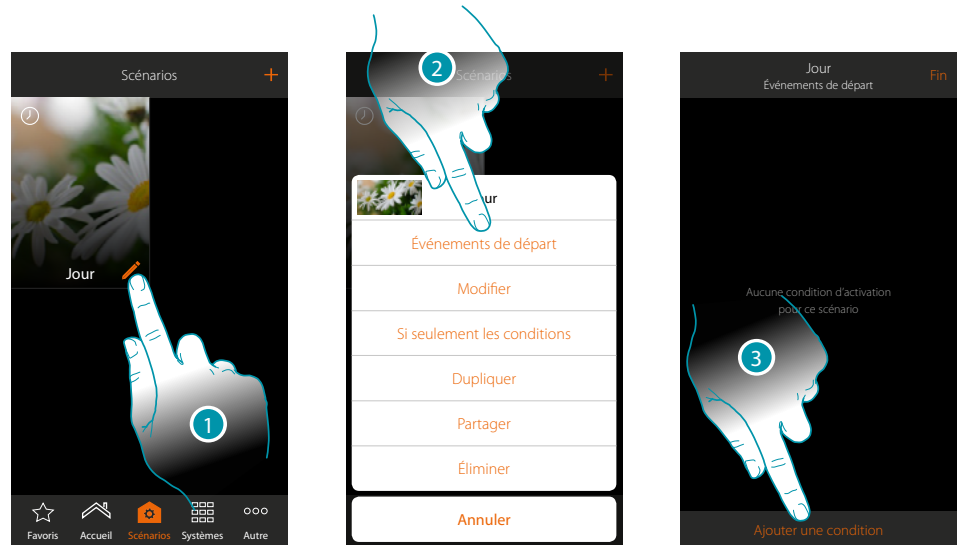 Scénarios
+
Jour
1
Favoris
Accueil
Scénarios
Systèmes
Autre
2
Scénarios
+
ur
Événements de départ
Modifier
Si seulement les conditions
Dupliquer
Partager
Éliminer
Annuler
Jour
Événements de départ
Fin
Aucune condition d'activation
pour ce scénario
3
Ajouter une condition